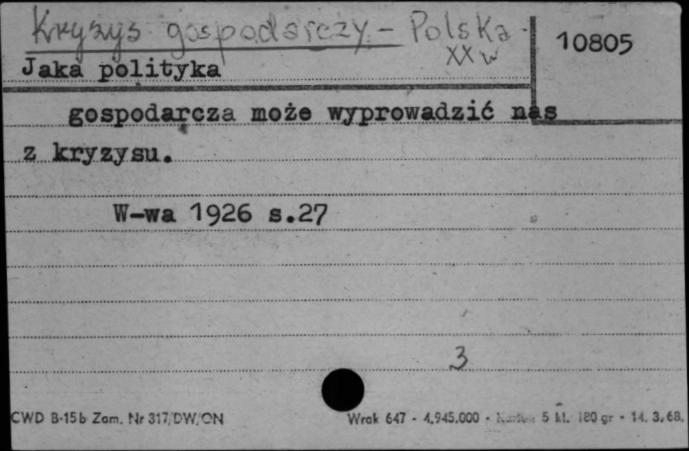 Kryzys gospodarczy - Polska -
XX w
10805
Jaka polityka
gospodarcza może wyprowadzić nas
z kryzysu.
W-wa 1926 s.27
3
CWD B-15b Zam. Nr 317/DW/ON
Wrak 647 - 4.945.000 - 5 kl. 180 gr - 14. 3. 68.